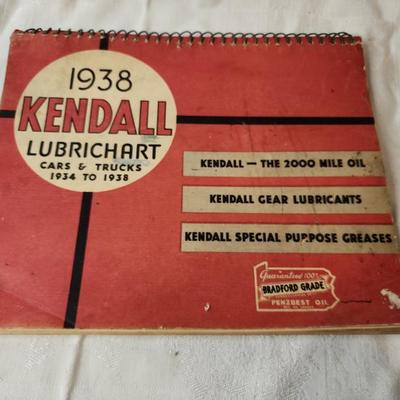 1938
KENDALL
LUBRICHART
CARS & TRUCKS
1934 TO 1938
KENDALL — THE 2000 MILE OIL
KENDALL GEAR LUBRICANTS
KENDALL SPECIAL PURPOSE GREASES
Guaranteed 100%
BRADFORD GRADE
PENZBEST OIL